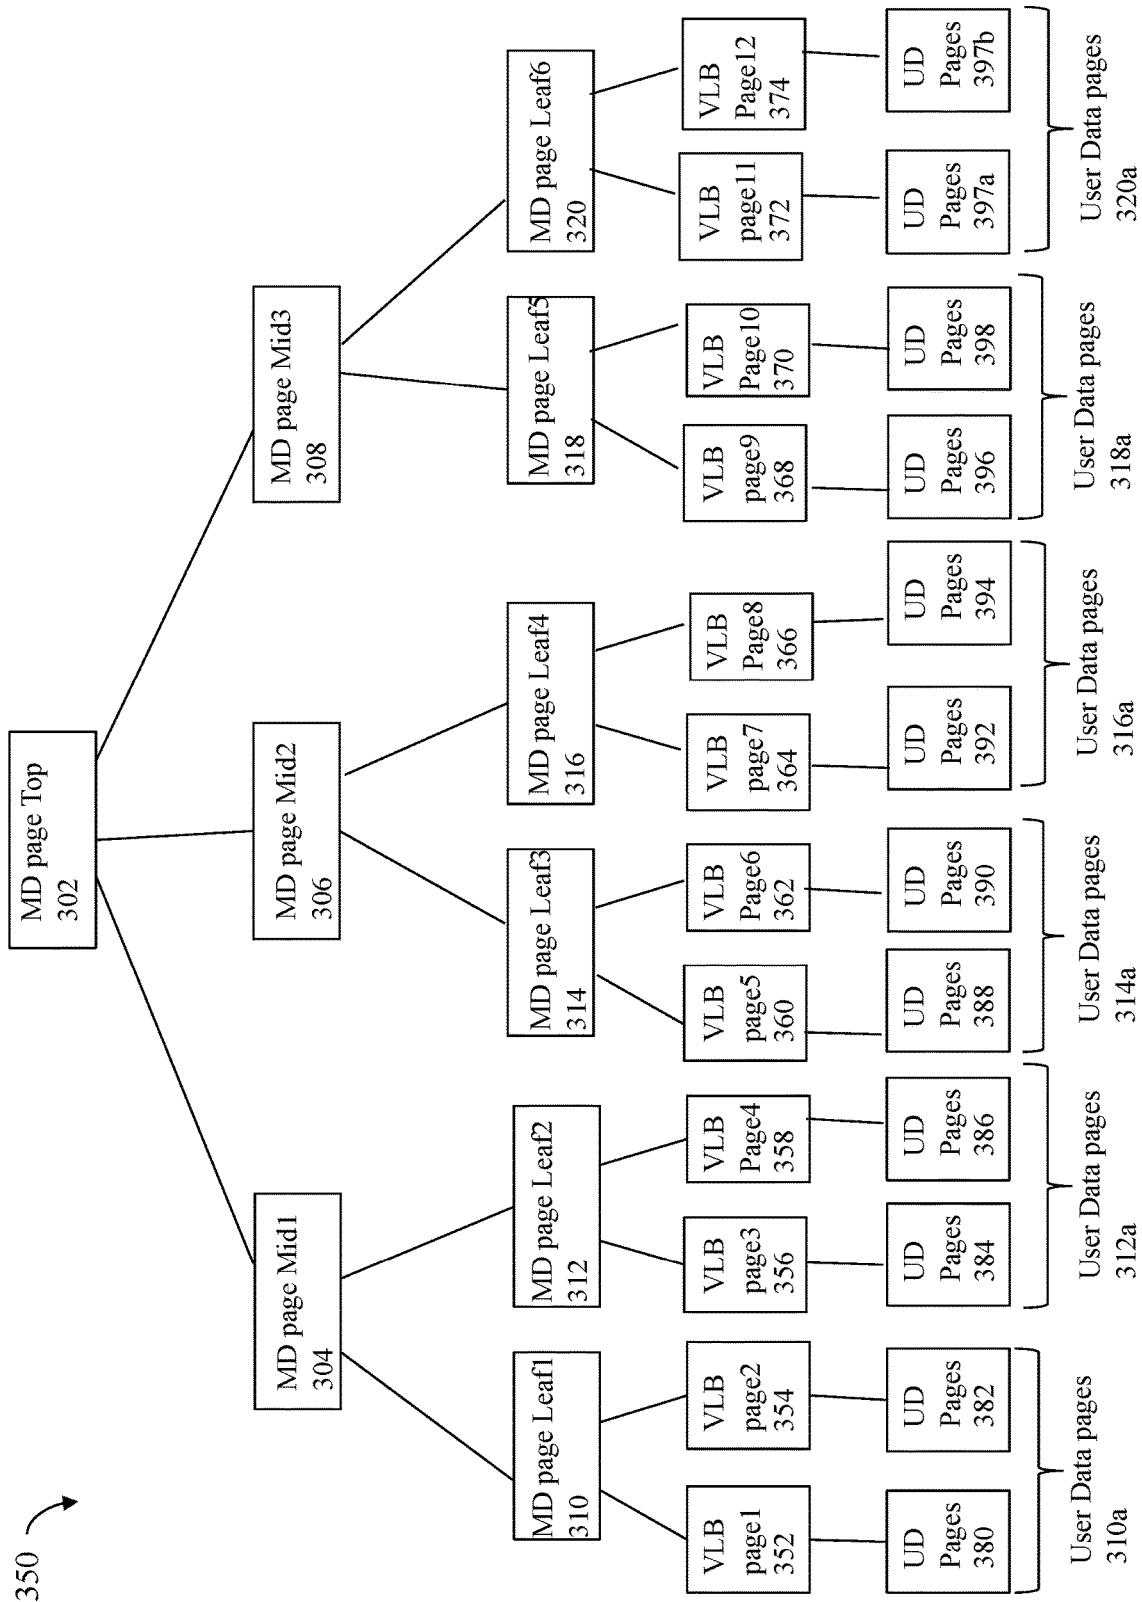 350
MD page Top
302
MD page Mid1
304
MD page Mid2
306
MD page Mid3
308
MD page Leaf1
310
MD page Leaf2
312
MD page Leaf3
314
MD page Leaf4
316
MD page Leaf5
318
MD page Leaf6
320
VLB
page1
352
VLB
page2
354
VLB
page3
356
VLB
Page4
358
VLB
page5
360
VLB
Page6
362
VLB
page7
364
VLB
Page8
366
VLB
page9
368
VLB
Page10
370
VLB
page11
372
VLB
Page12
374
UD
Pages
380
UD
Pages
382
UD
Pages
384
UD
Pages
386
UD
Pages
388
UD
Pages
390
UD
Pages
392
UD
Pages
394
UD
Pages
396
UD
Pages
398
UD
Pages
397a
UD
Pages
397b
User Data pages
310a
User Data pages
312a
User Data pages
314a
User Data pages
316a
User Data pages
318a
User Data pages
320a